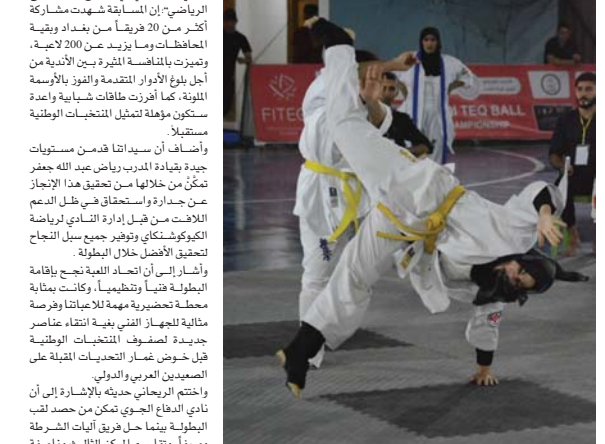 الرياضي": إن المسابقة شهدت مشاركة
أكثر من 20 فريقاً من بغداد وبقية
المحافظات وما يزيد عن 200 لاعبة،
وتميزت بالمنافسة المثيرة بين الأندية من
أجل بلوغ الأدوار المتقدمة والفوز بالأوسمة
الملونة، كما أفرزت طاقات شبابية واعدة
ستكون مؤهلة لتمثيل المنتخبات الوطنية
مستقبلاً.
وأضاف أن سيداتنا قدمن مستويات
جيدة بقيادة المدرب رياض عبد الله جعفر
تمكّنّ من خلالها من تحقيق هذا الإنجاز
عن جدارة واستحقاق في ظل الدعم
اللافت من قبل إدارة النادي لرياضة
الكيوكوشنكاي وتوفير جميع سبل النجاح
لتحقيق الأفضل خلال البطولة .
وأشار إلى أن اتحاد اللعبة نجح بإقامة
البطولة فنياً وتنظيمياً، وكانت بمثابة
محطة تحضيرية مهمة للاعباتنا وفرصة
مثالية للجهاز الفني بغية انتقاء عناصر
جديدة لصفوف المنتخبات الوطنية
قبل خوض غمار التحديات المقبلة على
الصعيدين العربي والدولي.
واختتم الريحاني حديثه بالإشارة إلى أن
نادي الدفاع الجوي تمكن من حصد لقب
البطولة بينما حل فريق آليات الشرطة
FITEQ
TEQ BALL